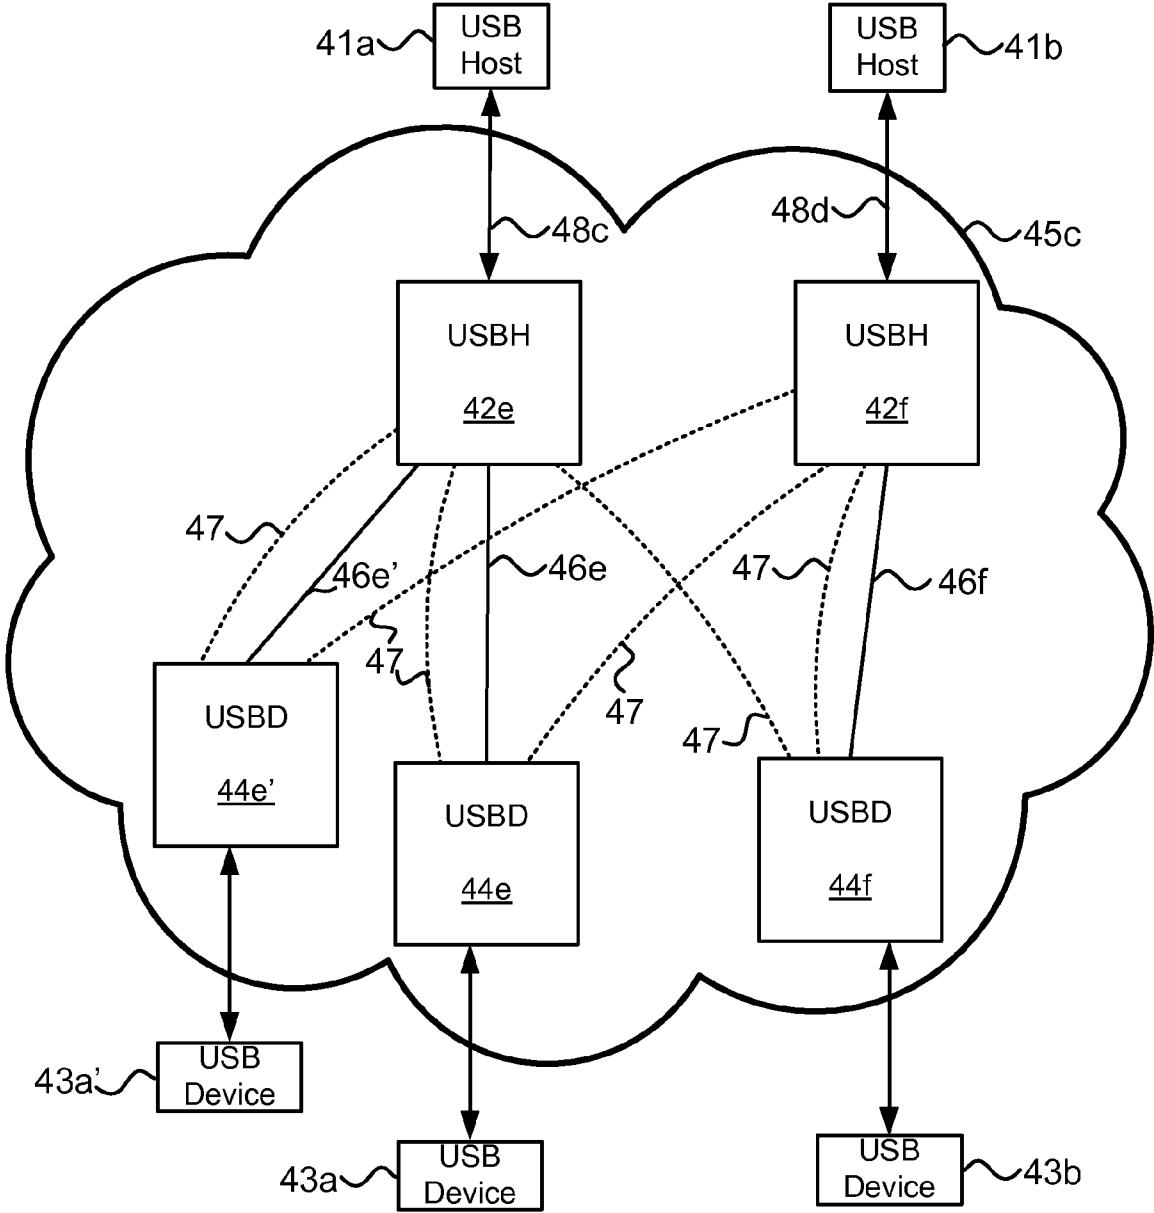 41a
USB
Host
USB
Host
41b
48c
48d
45c
USBH
42e
USBH
42f
47
46e’
46e
47
46f
47
47
47
47
USBD
44e’
USBD
44e
USBD
44f
43a’
USB
Device
43a
USB
Device
USB
Device
43b